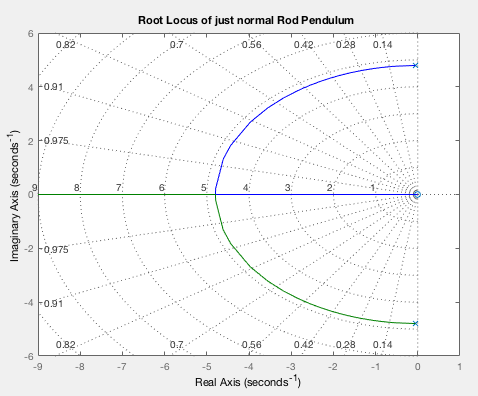 Root Locus of just normal Rod Pendulum
6
0.82 0.7 0.56 0.42 0.28 0.14
0.91
4
0.975
2
Imaginary Axis (seconds⁻¹)
9 8 7 6 5 4 3 2 1
0
-2
0.975
-4
0.91
0.82 0.7 0.56 0.42 0.28 0.14
-6
-9 -8 -7 -6 -5 -4 -3 -2 -1 0 1
Real Axis (seconds⁻¹)